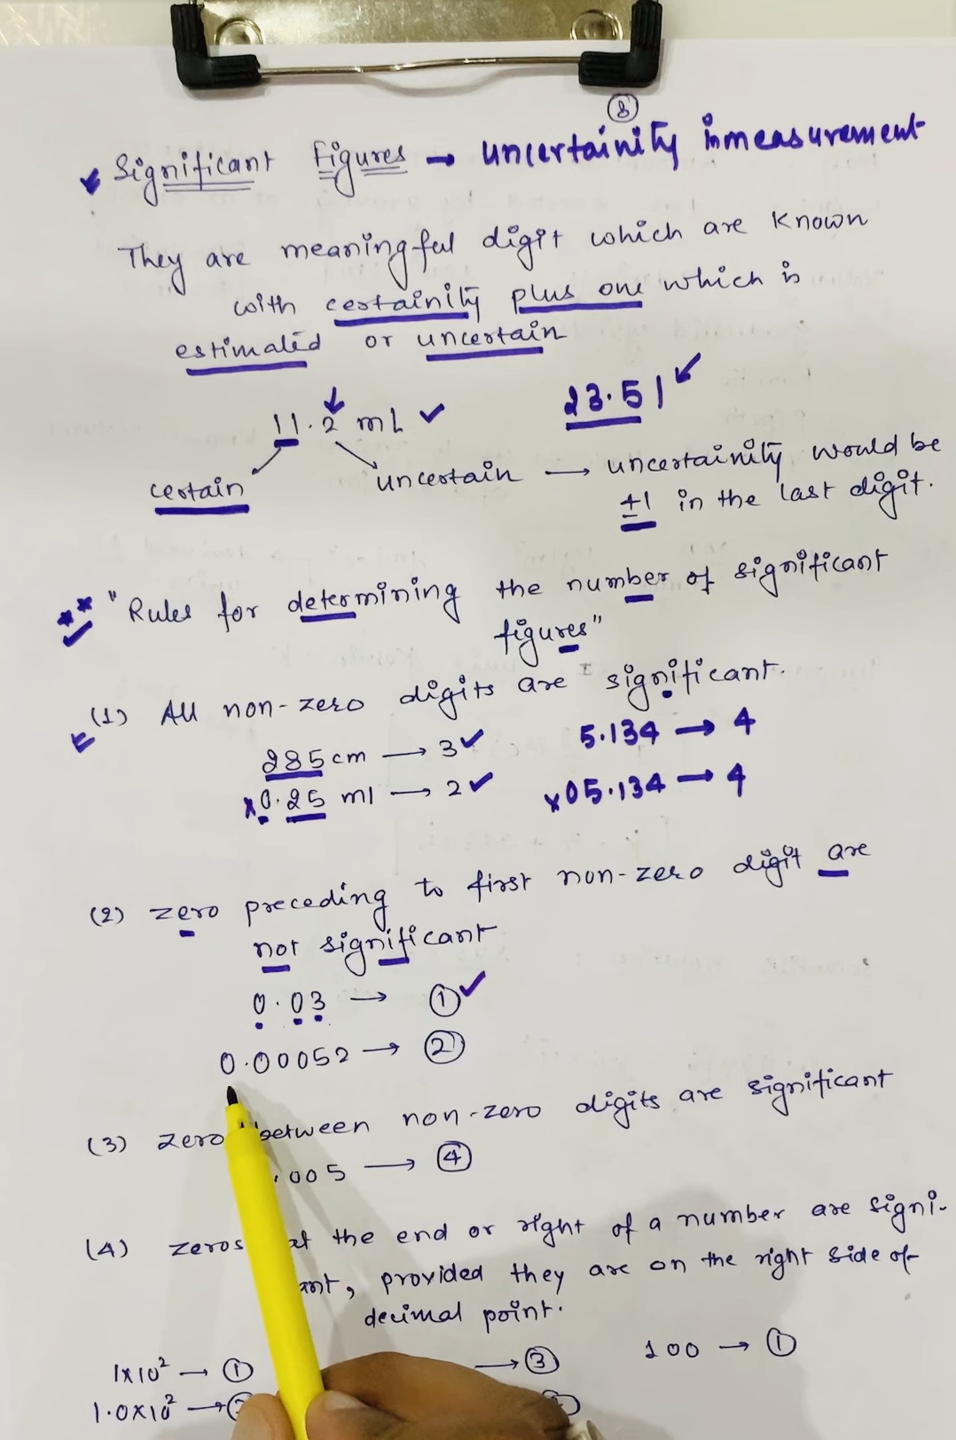 8
Significant Figures → uncertainity in measurement
They are meaningful digit which are known
with certainity plus one which is
estimated or uncertain
11.2 mL ✓ 23.51 ✓
certain uncertain → uncertainity would be
±1 in the last digit.
** "Rules for determining the number of significant
figures"
(1) All non-zero digits are significant.
285 cm → 3 ✓ 5.134 → 4
x 0.25 ml → 2 ✓ x 05.134 → 4
(2) zero preceding to first non-zero digit are
not significant
0.03 → 1 ✓
0.00052 → 2
(3) zero between non-zero digits are significant
.005 → 4
(4) zeros at the end or right of a number are signi-
provided they are on the right side of
decimal point.
1x10² → 1 → 3 100 → 1
1.0x10² →